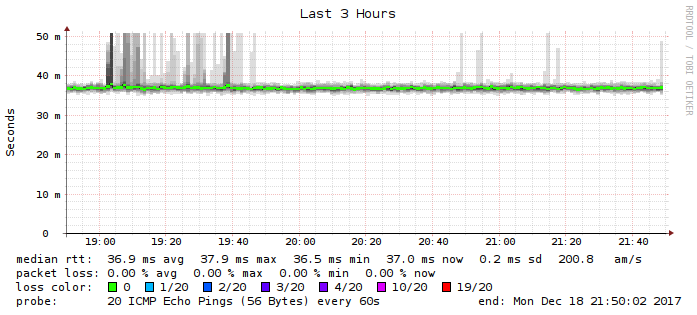 Last 3 Hours
RRDTOOL / TOBI OETIKER
Seconds
50 m
40 m
30 m
20 m
10 m
0
19:00 19:20 19:40 20:00 20:20 20:40 21:00 21:20 21:40
median rtt: 36.9 ms avg 37.9 ms max 36.5 ms min 37.0 ms now 0.2 ms sd 200.8 am/s
packet loss: 0.00 % avg 0.00 % max 0.00 % min 0.00 % now
loss color: 0 1/20 2/20 3/20 4/20 10/20 19/20
probe: 20 ICMP Echo Pings (56 Bytes) every 60s end: Mon Dec 18 21:50:02 2017